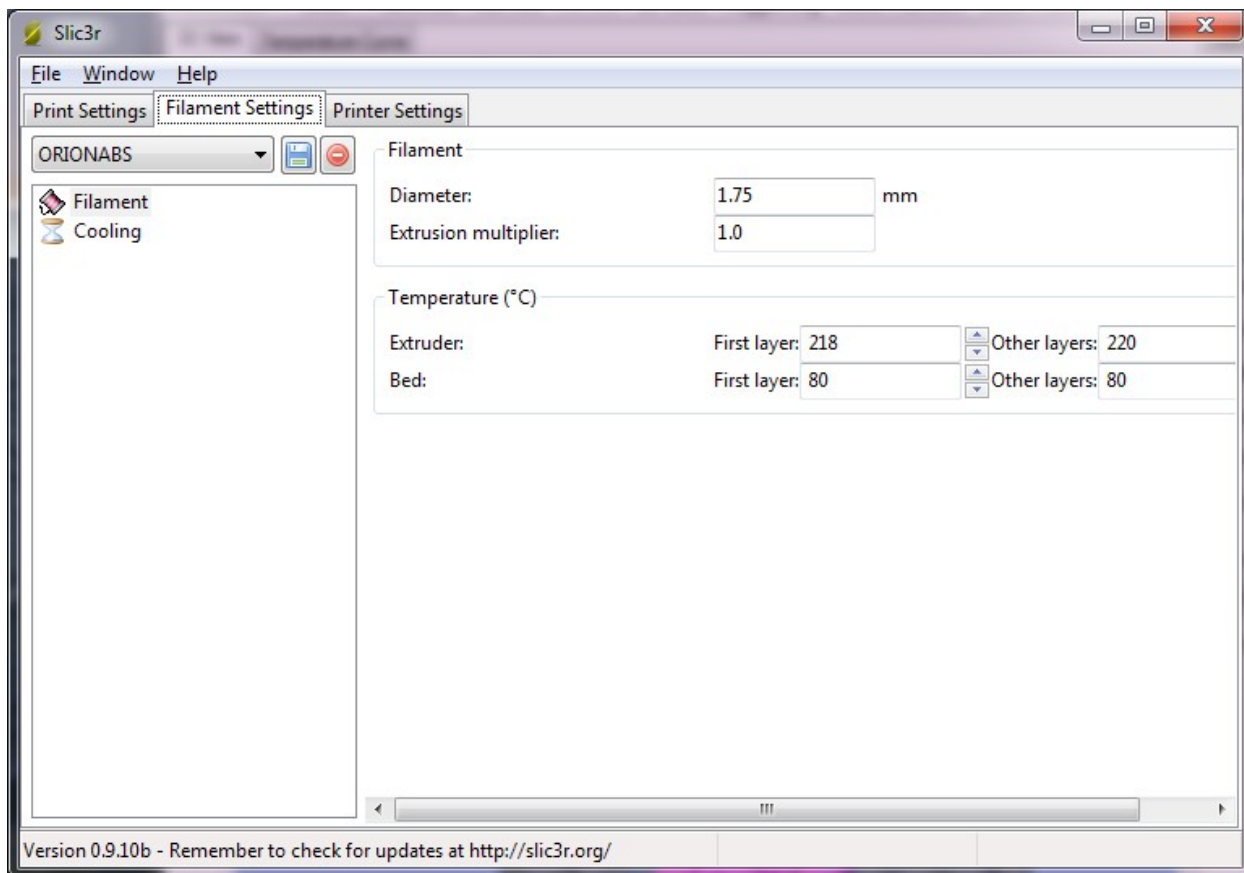 Slic3r
File Window Help
Print Settings Filament Settings Printer Settings
ORIONABS
Filament
Cooling
Filament
Diameter: 1.75 mm
Extrusion multiplier: 1.0
Temperature (°C)
Extruder: First layer: 218 Other layers: 220
Bed: First layer: 80 Other layers: 80
Version 0.9.10b - Remember to check for updates at http://slic3r.org/